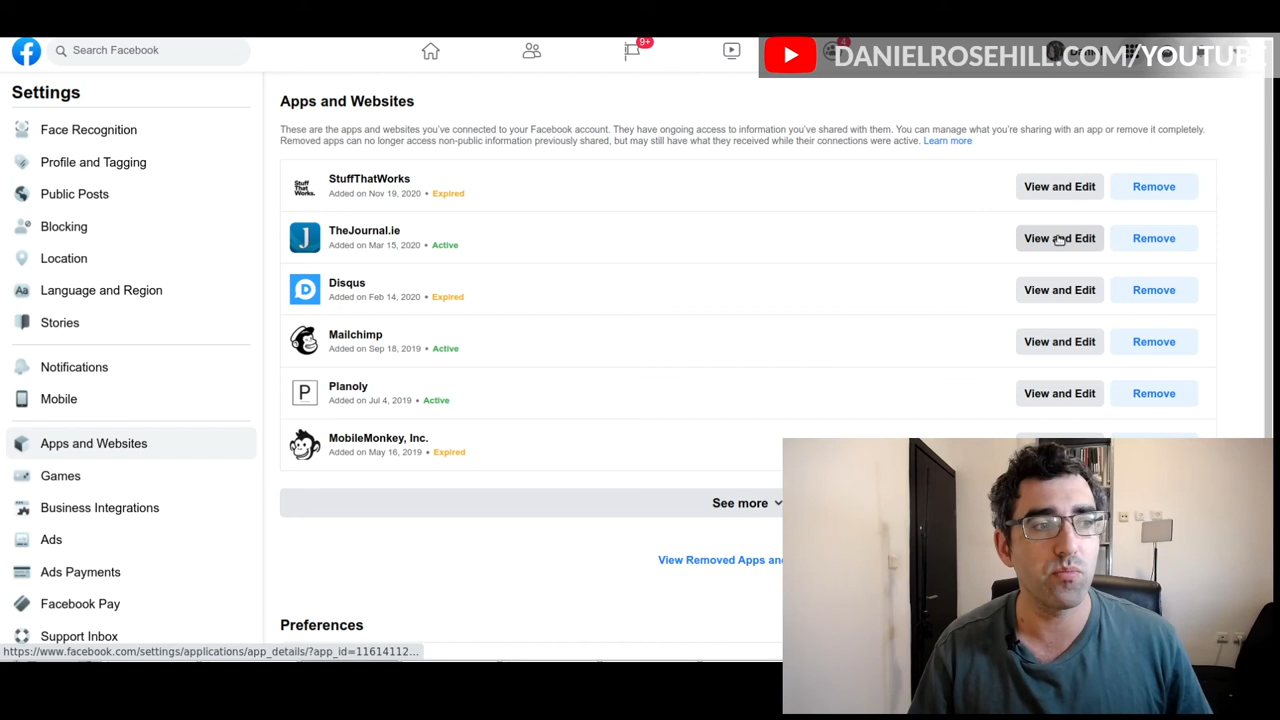 Search Facebook
9+
4
DANIELROSEHILL.COM/YOUTUBE
Settings
Face Recognition
Profile and Tagging
Public Posts
Blocking
Location
Aa Language and Region
Stories
Notifications
Mobile
Apps and Websites
Games
Business Integrations
Ads
Ads Payments
Facebook Pay
Support Inbox
Apps and Websites
These are the apps and websites you've connected to your Facebook account. They have ongoing access to information you've shared with them. You can manage what you're sharing with an app or remove it completely.
Removed apps can no longer access non-public information previously shared, but may still have what they received while their connections were active. Learn more
Stuff That Works.
StuffThatWorks
Added on Nov 19, 2020 • Expired
View and Edit
Remove
J
TheJournal.ie
Added on Mar 15, 2020 • Active
View and Edit
Remove
D
Disqus
Added on Feb 14, 2020 • Expired
View and Edit
Remove
Mailchimp
Added on Sep 18, 2019 • Active
View and Edit
Remove
P
Planoly
Added on Jul 4, 2019 • Active
View and Edit
Remove
MobileMonkey, Inc.
Added on May 16, 2019 • Expired
See more
View Removed Apps and
Preferences
https://www.facebook.com/settings/applications/app_details/?app_id=11614112...